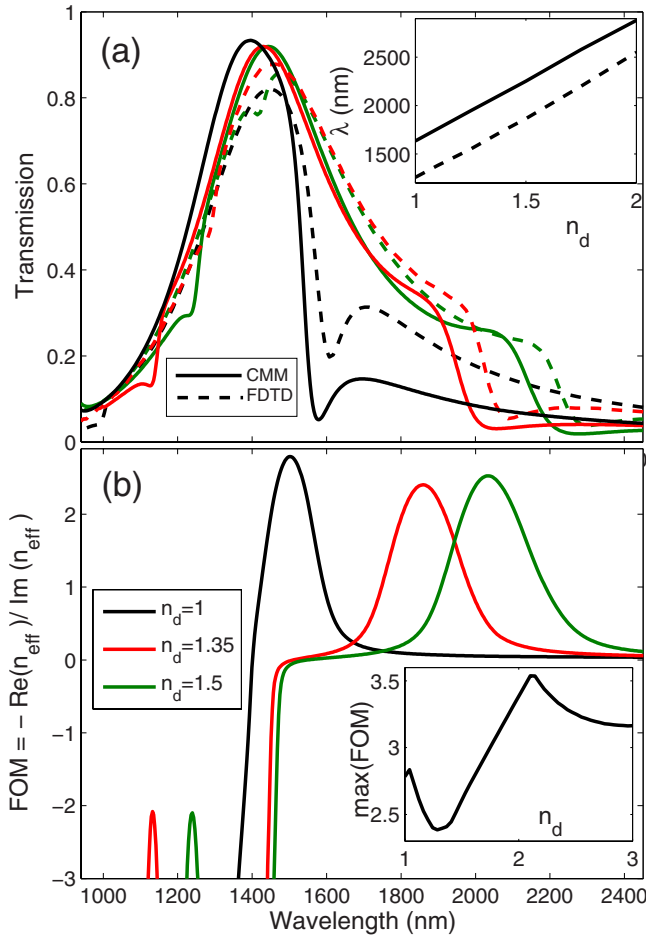 (a)
Transmission
1
0.8
0.6
0.4
0.2
0
CMM
FDTD
λ (nm)
2500
2000
1500
1
1.5
2
n_d
0
(b)
FOM = - Re(n_eff)/ Im (n_eff)
2
1
0
-1
-2
-3
n_d=1
n_d=1.35
n_d=1.5
max(FOM)
3.5
3
2.5
1
2
3
n_d
1000
1200
1400
1600
1800
2000
2200
2400
Wavelength (nm)